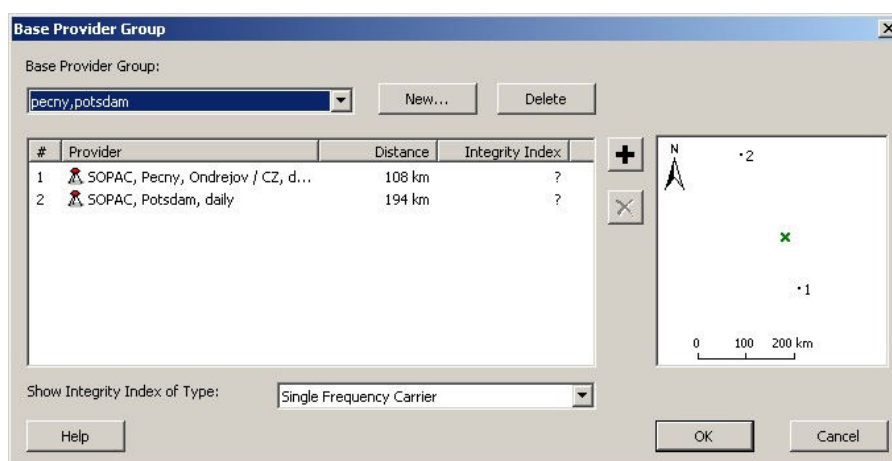 Base Provider Group
Base Provider Group:
pecny,potsdam
New...
Delete
# Provider Distance Integrity Index
1 SOPAC, Pecny, Ondrejov / CZ, d... 108 km ?
2 SOPAC, Potsdam, daily 194 km ?
N
·2
·1
0 100 200 km
Show Integrity Index of Type:
Single Frequency Carrier
Help
OK
Cancel